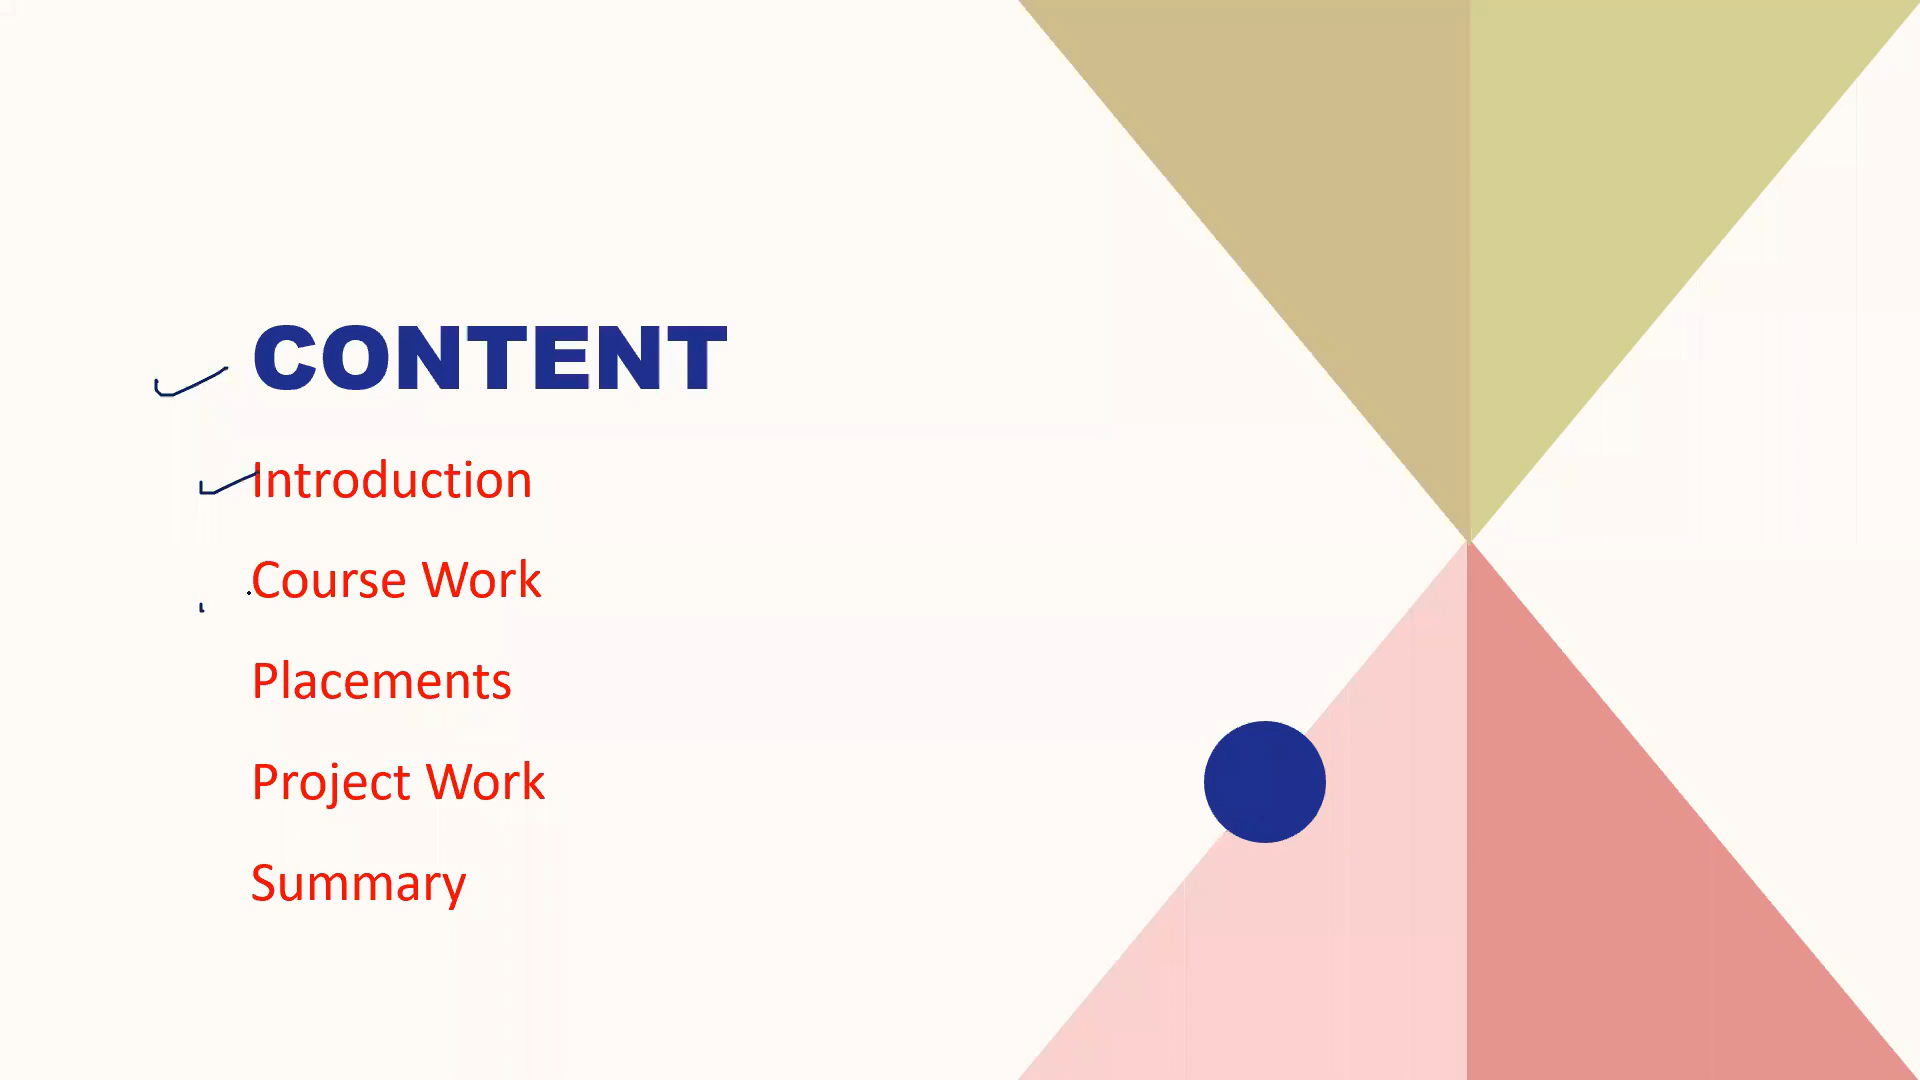 CONTENT
Introduction
Course Work
Placements
Project Work
Summary